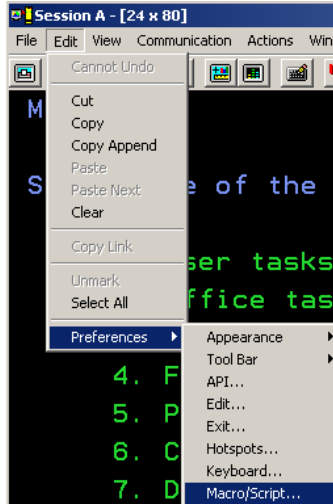 Session A - [24 x 80]
File Edit View Communication Actions Win
Cannot Undo
Cut
Copy
Copy Append
Paste
Paste Next
Clear
Copy Link
Unmark
Select All
Preferences
M
S e of the
ser tasks
ffice tas
4. F
5. P
6. C
7. D
Appearance
Tool Bar
API...
Edit...
Exit...
Hotspots...
Keyboard...
Macro/Script...